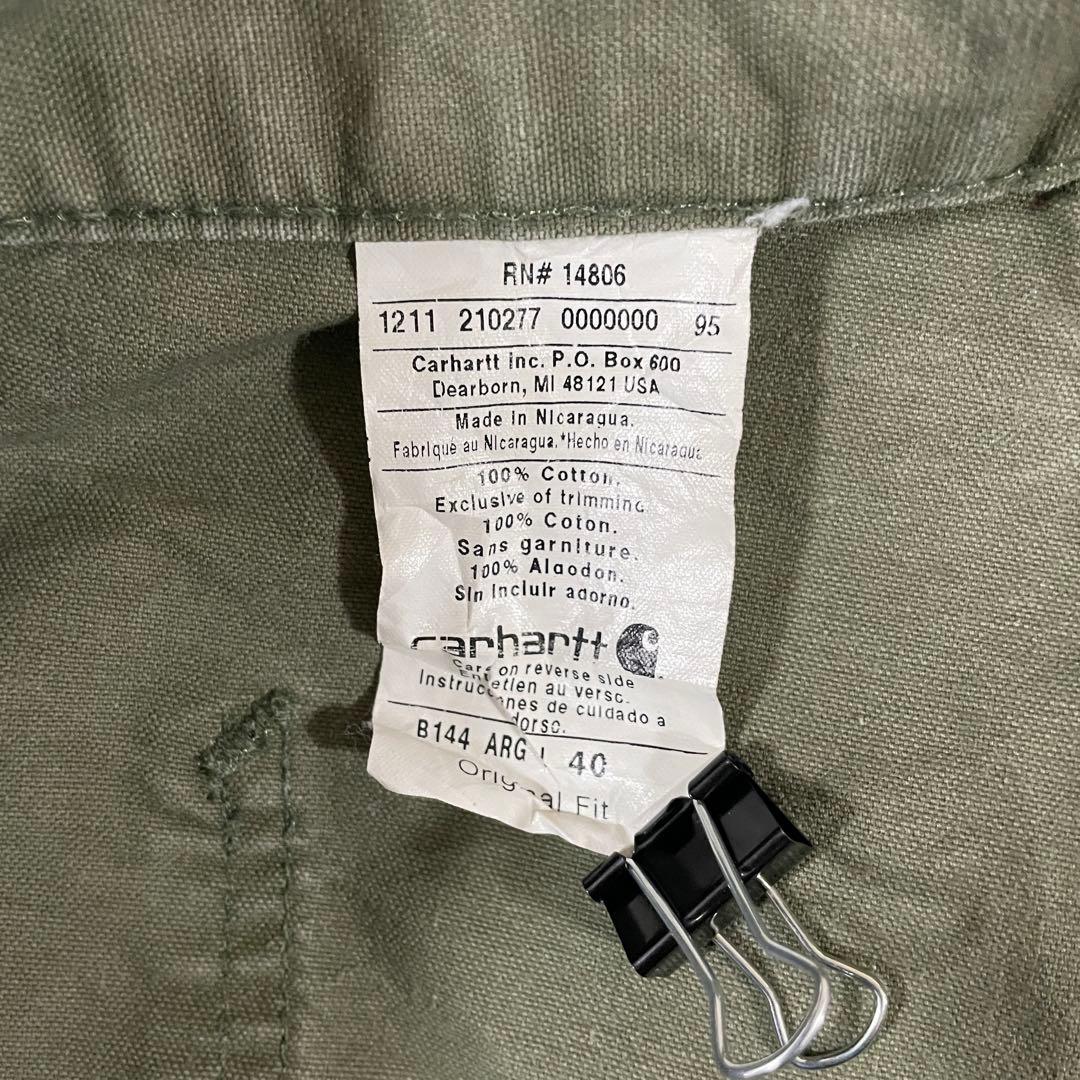 RN# 14806
1211 210277 0000000 95
Carhartt Inc. P.O. Box 600
Dearborn, MI 48121 USA
Made in Nicaragua.
Fabriqué au Nicaragua.*Hecho en Nicaragua
100% Cotton.
Exclusive of trimming
100% Coton.
Sans garniture.
100% Algodon.
Sin Incluir adorno.
carhartt
Care on reverse side
Entretien au verso.
de cuidado a
dorso.
B144 ARG 40
Original Fit